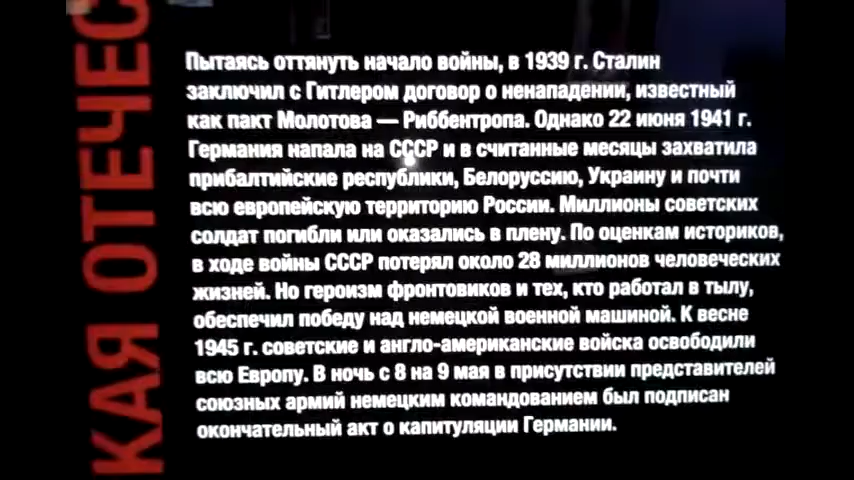 КАЯ ОТЕЧЕС
Пытаясь оттянуть начало войны, в 1939 г. Сталин
заключил с Гитлером договор о ненападении, известный
как пакт Молотова — Риббентропа. Однако 22 июня 1941 г.
Германия напала на СССР и в считанные месяцы захватила
прибалтийские республики, Белоруссию, Украину и почти
всю европейскую территорию России. Миллионы советских
солдат погибли или оказались в плену. По оценкам историков,
в ходе войны СССР потерял около 28 миллионов человеческих
жизней. Но героизм фронтовиков и тех, кто работал в тылу,
обеспечил победу над немецкой военной машиной. К весне
1945 г. советские и англо-американские войска освободили
всю Европу. В ночь с 8 на 9 мая в присутствии представителей
союзных армий немецким командованием был подписан
окончательный акт о капитуляции Германии.